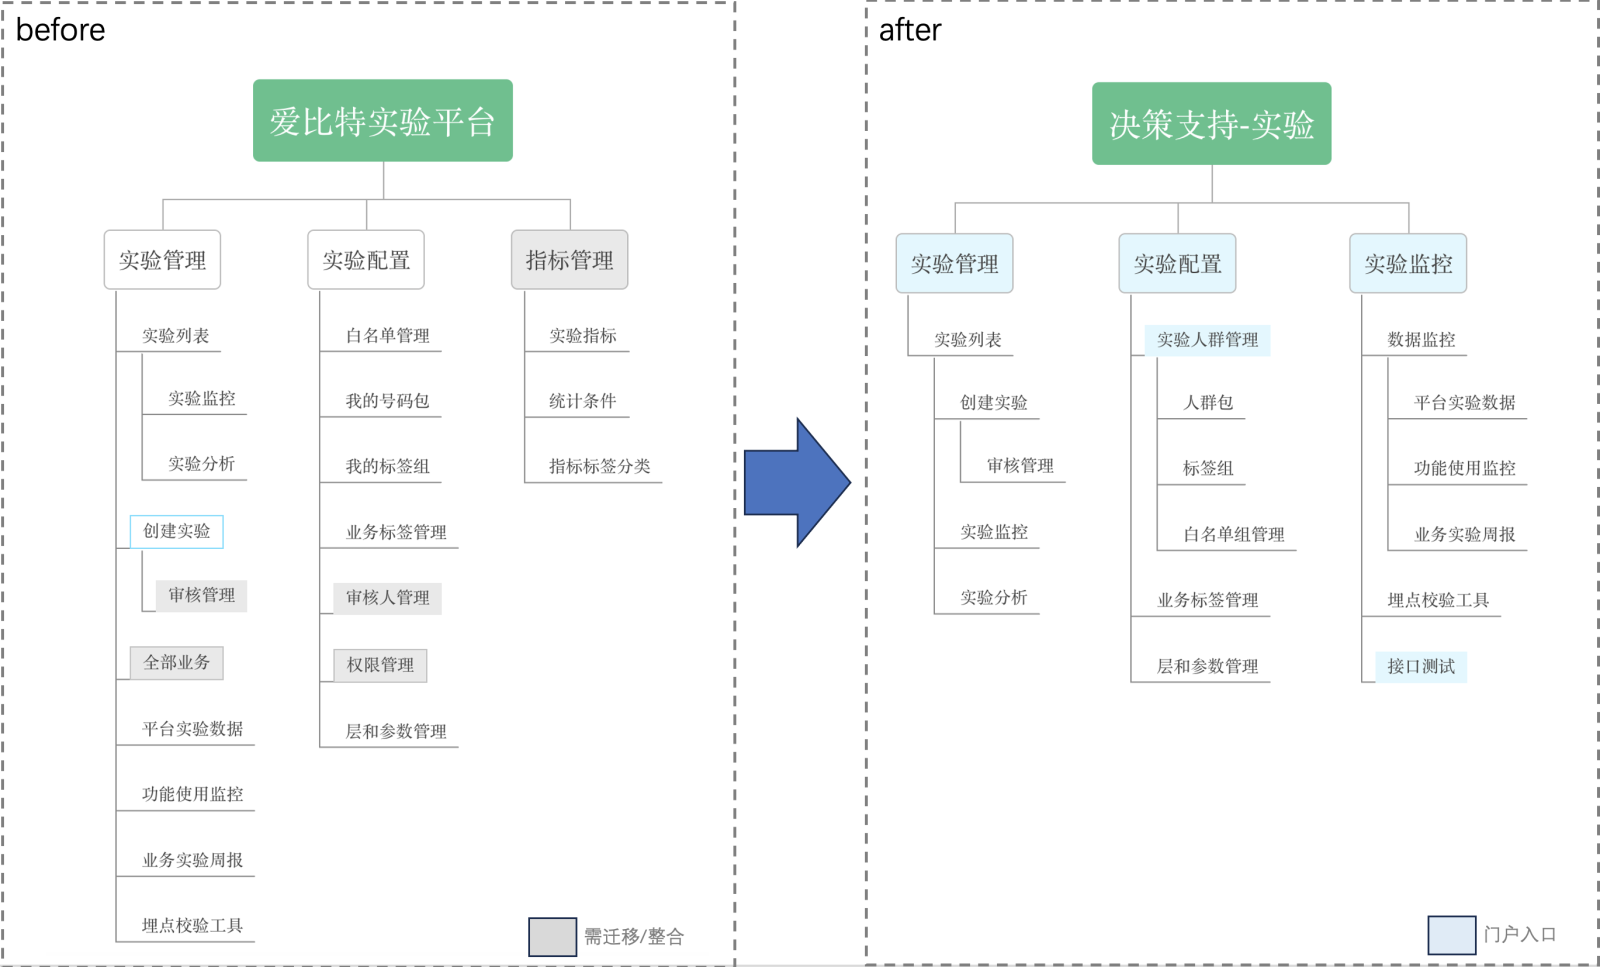 before
爱比特实验平台
实验管理
实验列表
实验监控
实验分析
创建实验
审核管理
全部业务
平台实验数据
功能使用监控
业务实验周报
埋点校验工具
实验配置
白名单管理
我的号码包
我的标签组
业务标签管理
审核人管理
权限管理
层和参数管理
指标管理
实验指标
统计条件
指标标签分类
需迁移/整合
after
决策支持-实验
实验管理
实验列表
创建实验
审核管理
实验监控
实验分析
实验配置
实验人群管理
人群包
标签组
白名单组管理
业务标签管理
层和参数管理
实验监控
数据监控
平台实验数据
功能使用监控
业务实验周报
埋点校验工具
接口测试
门户入口